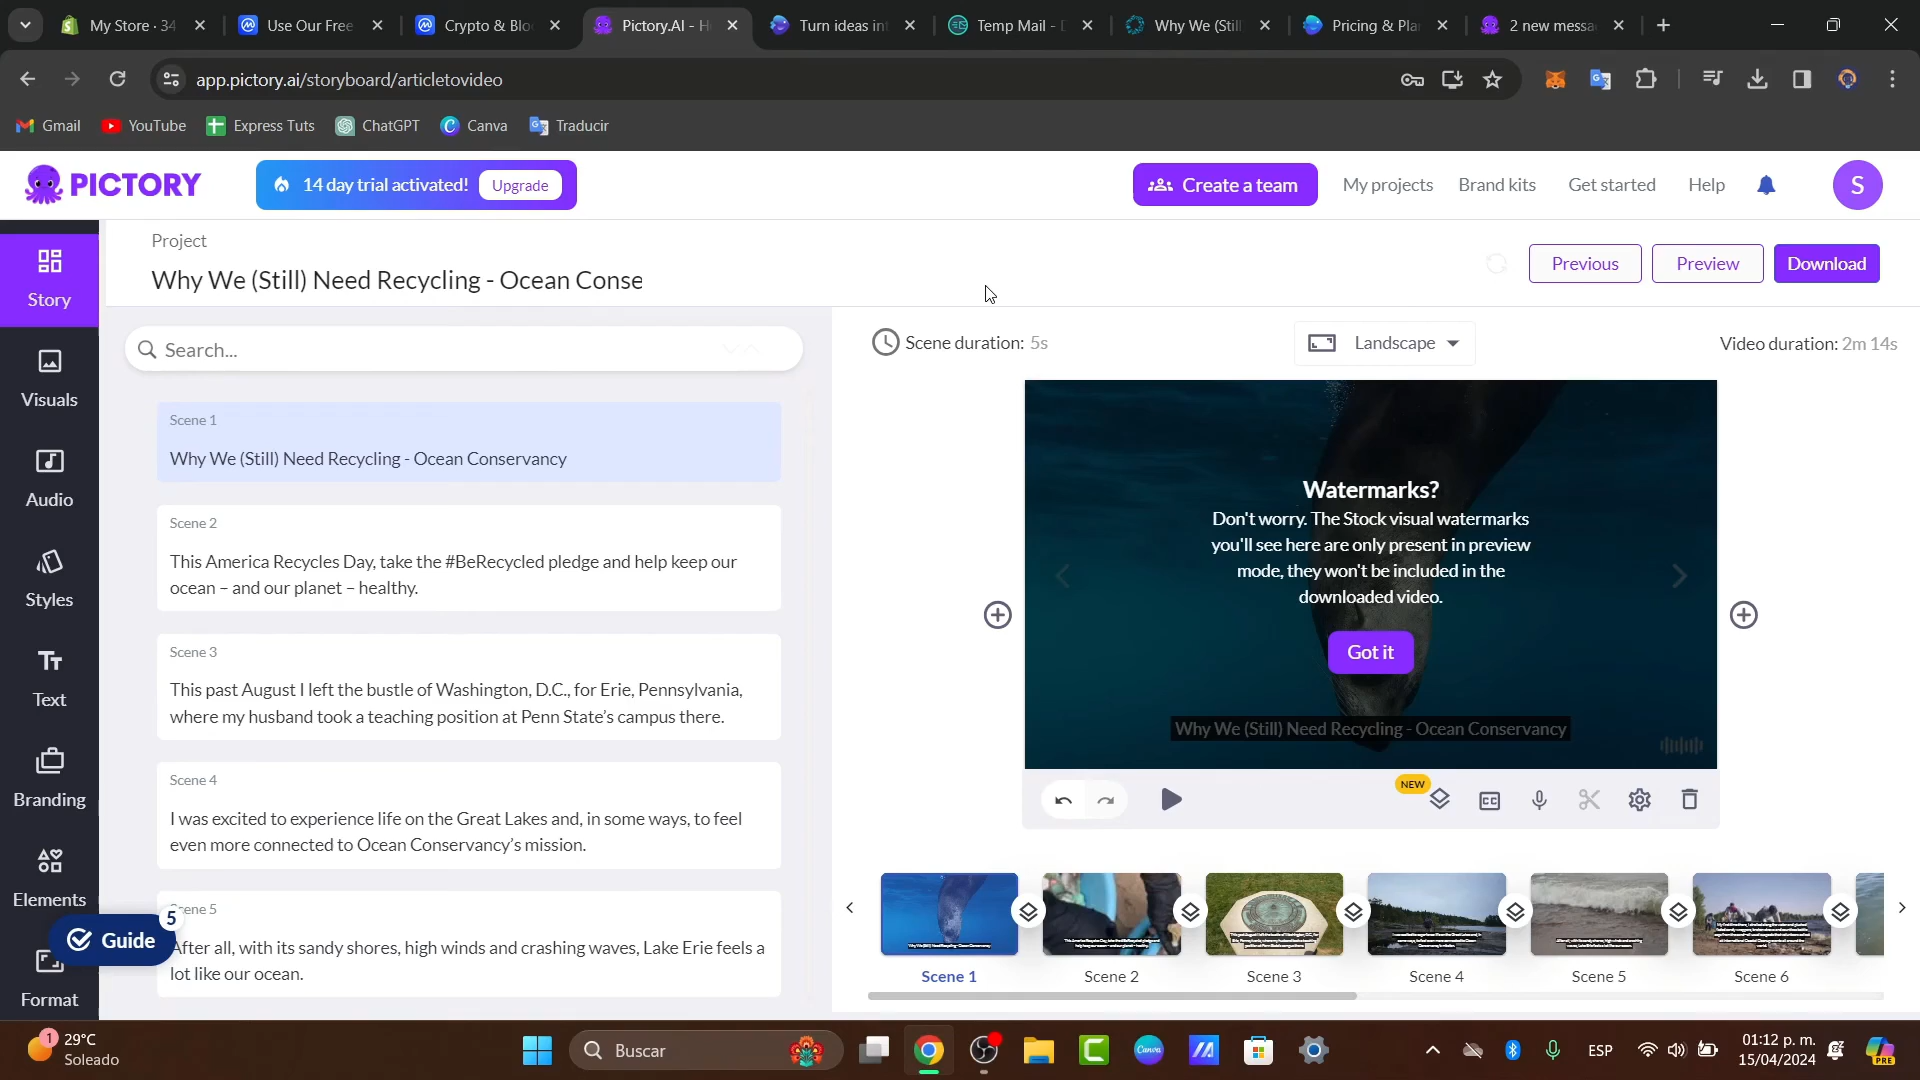 My Store · 34
Use Our Free
Crypto & Blo
Pictory.AI - H
Turn ideas int
Temp Mail - D
Why We (Still
Pricing & Plan
2 new messa
app.pictory.ai/storyboard/articletovideo
Gmail
YouTube
Express Tuts
ChatGPT
Canva
Traducir
PICTORY
14 day trial activated!
Upgrade
Create a team
My projects
Brand kits
Get started
Help
S
Project
Why We (Still) Need Recycling - Ocean Conse
Previous
Preview
Download
Story
Visuals
Audio
Styles
Text
Branding
Elements
Format
Guide
5
Search...
Scene 1
Why We (Still) Need Recycling - Ocean Conservancy
Scene 2
This America Recycles Day, take the #BeRecycled pledge and help keep our
ocean – and our planet – healthy.
Scene 3
This past August I left the bustle of Washington, D.C., for Erie, Pennsylvania,
where my husband took a teaching position at Penn State's campus there.
Scene 4
I was excited to experience life on the Great Lakes and, in some ways, to feel
even more connected to Ocean Conservancy's mission.
ene 5
After all, with its sandy shores, high winds and crashing waves, Lake Erie feels a
lot like our ocean.
Scene duration: 5s
Landscape
Video duration: 2m 14s
Watermarks?
Don't worry. The Stock visual watermarks
you'll see here are only present in preview
mode, they won't be included in the
downloaded video.
Got it
Why We (Still) Need Recycling - Ocean Conservancy
NEW
Scene 1
Scene 2
Scene 3
Scene 4
Scene 5
Scene 6
1
29°C
Soleado
Buscar
Canva
ESP
01:12 p. m.
15/04/2024
PRE